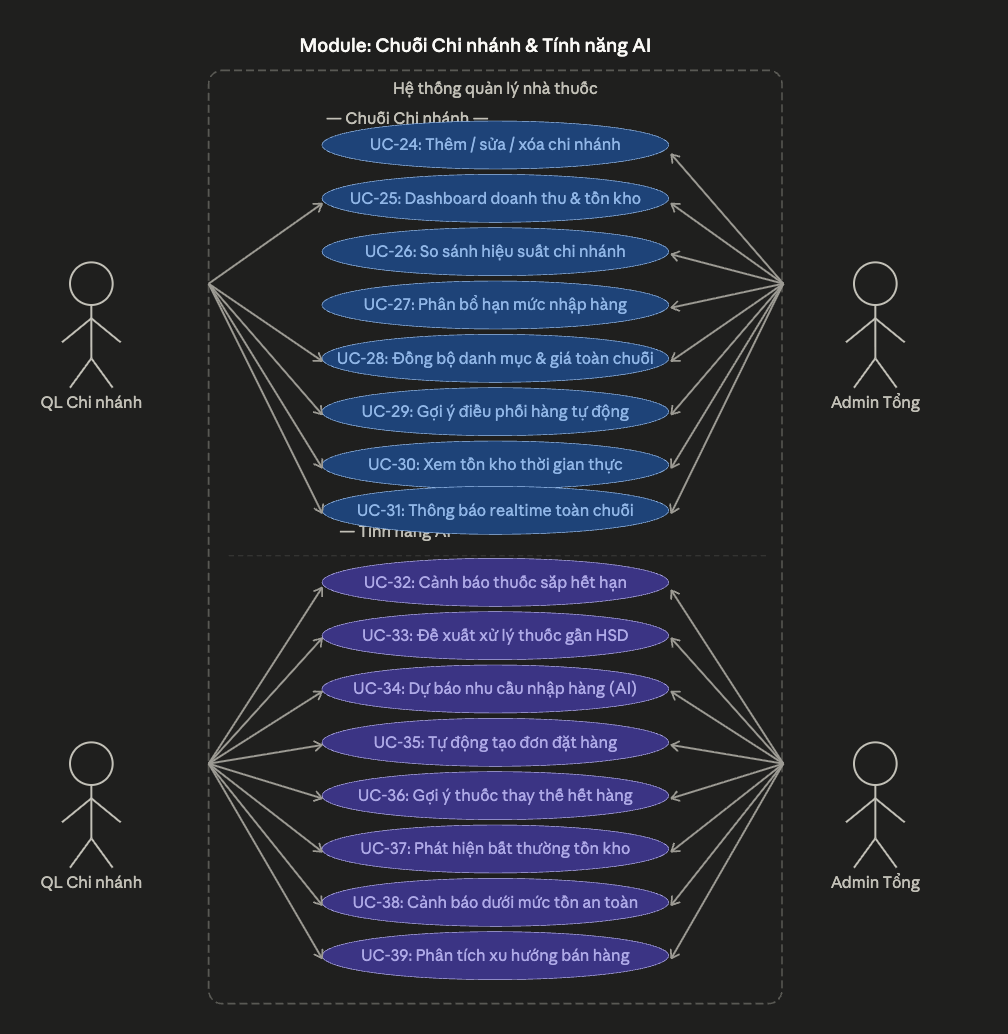 Module: Chuỗi Chi nhánh & Tính năng AI
Hệ thống quản lý nhà thuốc
— Chuỗi Chi nhánh —
UC-24: Thêm / sửa / xóa chi nhánh
UC-25: Dashboard doanh thu & tồn kho
UC-26: So sánh hiệu suất chi nhánh
UC-27: Phân bổ hạn mức nhập hàng
UC-28: Đồng bộ danh mục & giá toàn chuỗi
UC-29: Gợi ý điều phối hàng tự động
UC-30: Xem tồn kho thời gian thực
UC-31: Thông báo realtime toàn chuỗi
QL Chi nhánh
Admin Tổng
— Tính năng AI
UC-32: Cảnh báo thuốc sắp hết hạn
UC-33: Đề xuất xử lý thuốc gần HSD
UC-34: Dự báo nhu cầu nhập hàng (AI)
UC-35: Tự động tạo đơn đặt hàng
UC-36: Gợi ý thuốc thay thế hết hàng
UC-37: Phát hiện bất thường tồn kho
UC-38: Cảnh báo dưới mức tồn an toàn
UC-39: Phân tích xu hướng bán hàng
QL Chi nhánh
Admin Tổng